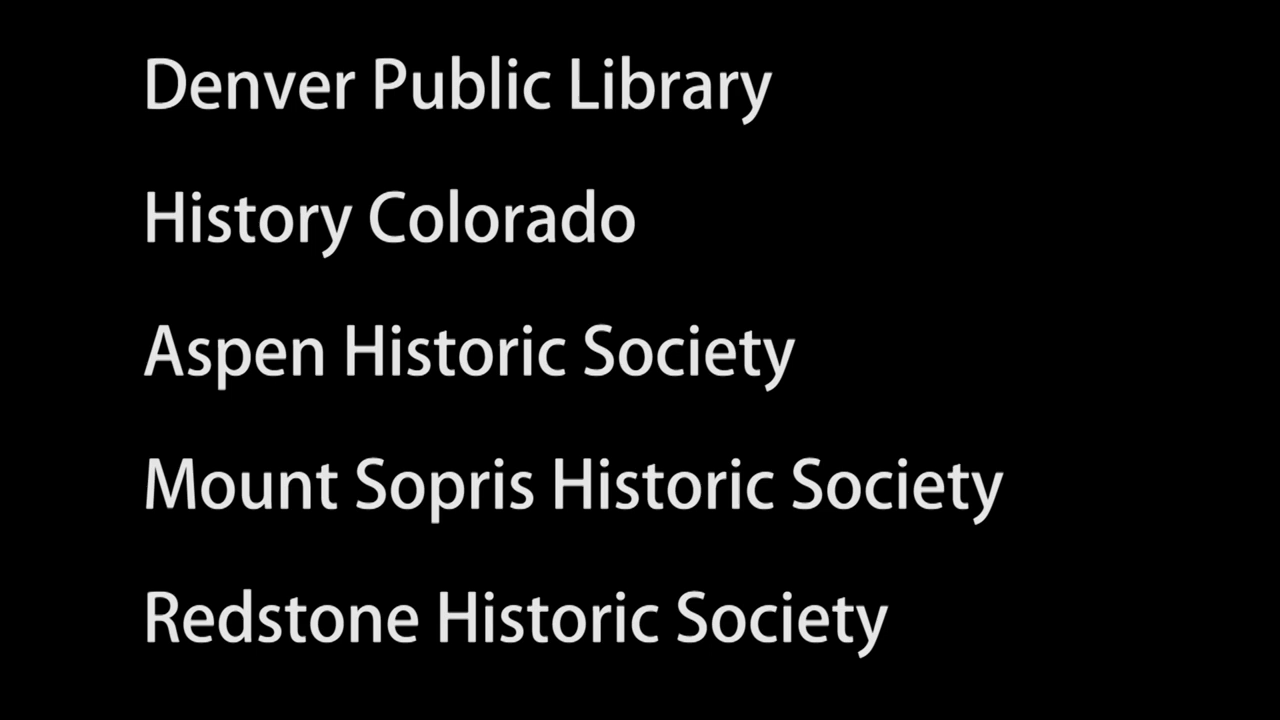 Denver Public Library
History Colorado
Aspen Historic Society
Mount Sopris Historic Society
Redstone Historic Society